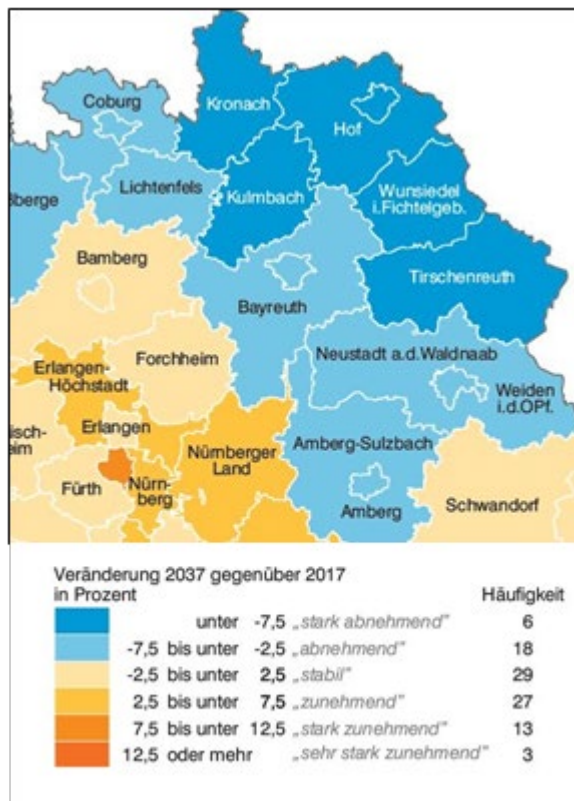 Coburg
Kronach
Hof
Lichtenfels
ßberge
Kulmbach
Wunsiedel
i.Fichtelgeb.
Bamberg
Tirschenreuth
Bayreuth
Forchheim
Neustadt a.d.Waldnaab
Erlangen-
Höchstadt
Weiden
i.d.OPf.
isch-
eim
Erlangen
Nürnberger
Land
Amberg-Sulzbach
Fürth
Nürn-
berg
Amberg
Schwandorf
Veränderung 2037 gegenüber 2017
in Prozent Häufigkeit
unter -7,5 „stark abnehmend" 6
-7,5 bis unter -2,5 „abnehmend" 18
-2,5 bis unter 2,5 „stabil" 29
2,5 bis unter 7,5 „zunehmend" 27
7,5 bis unter 12,5 „stark zunehmend" 13
12,5 oder mehr „sehr stark zunehmend" 3